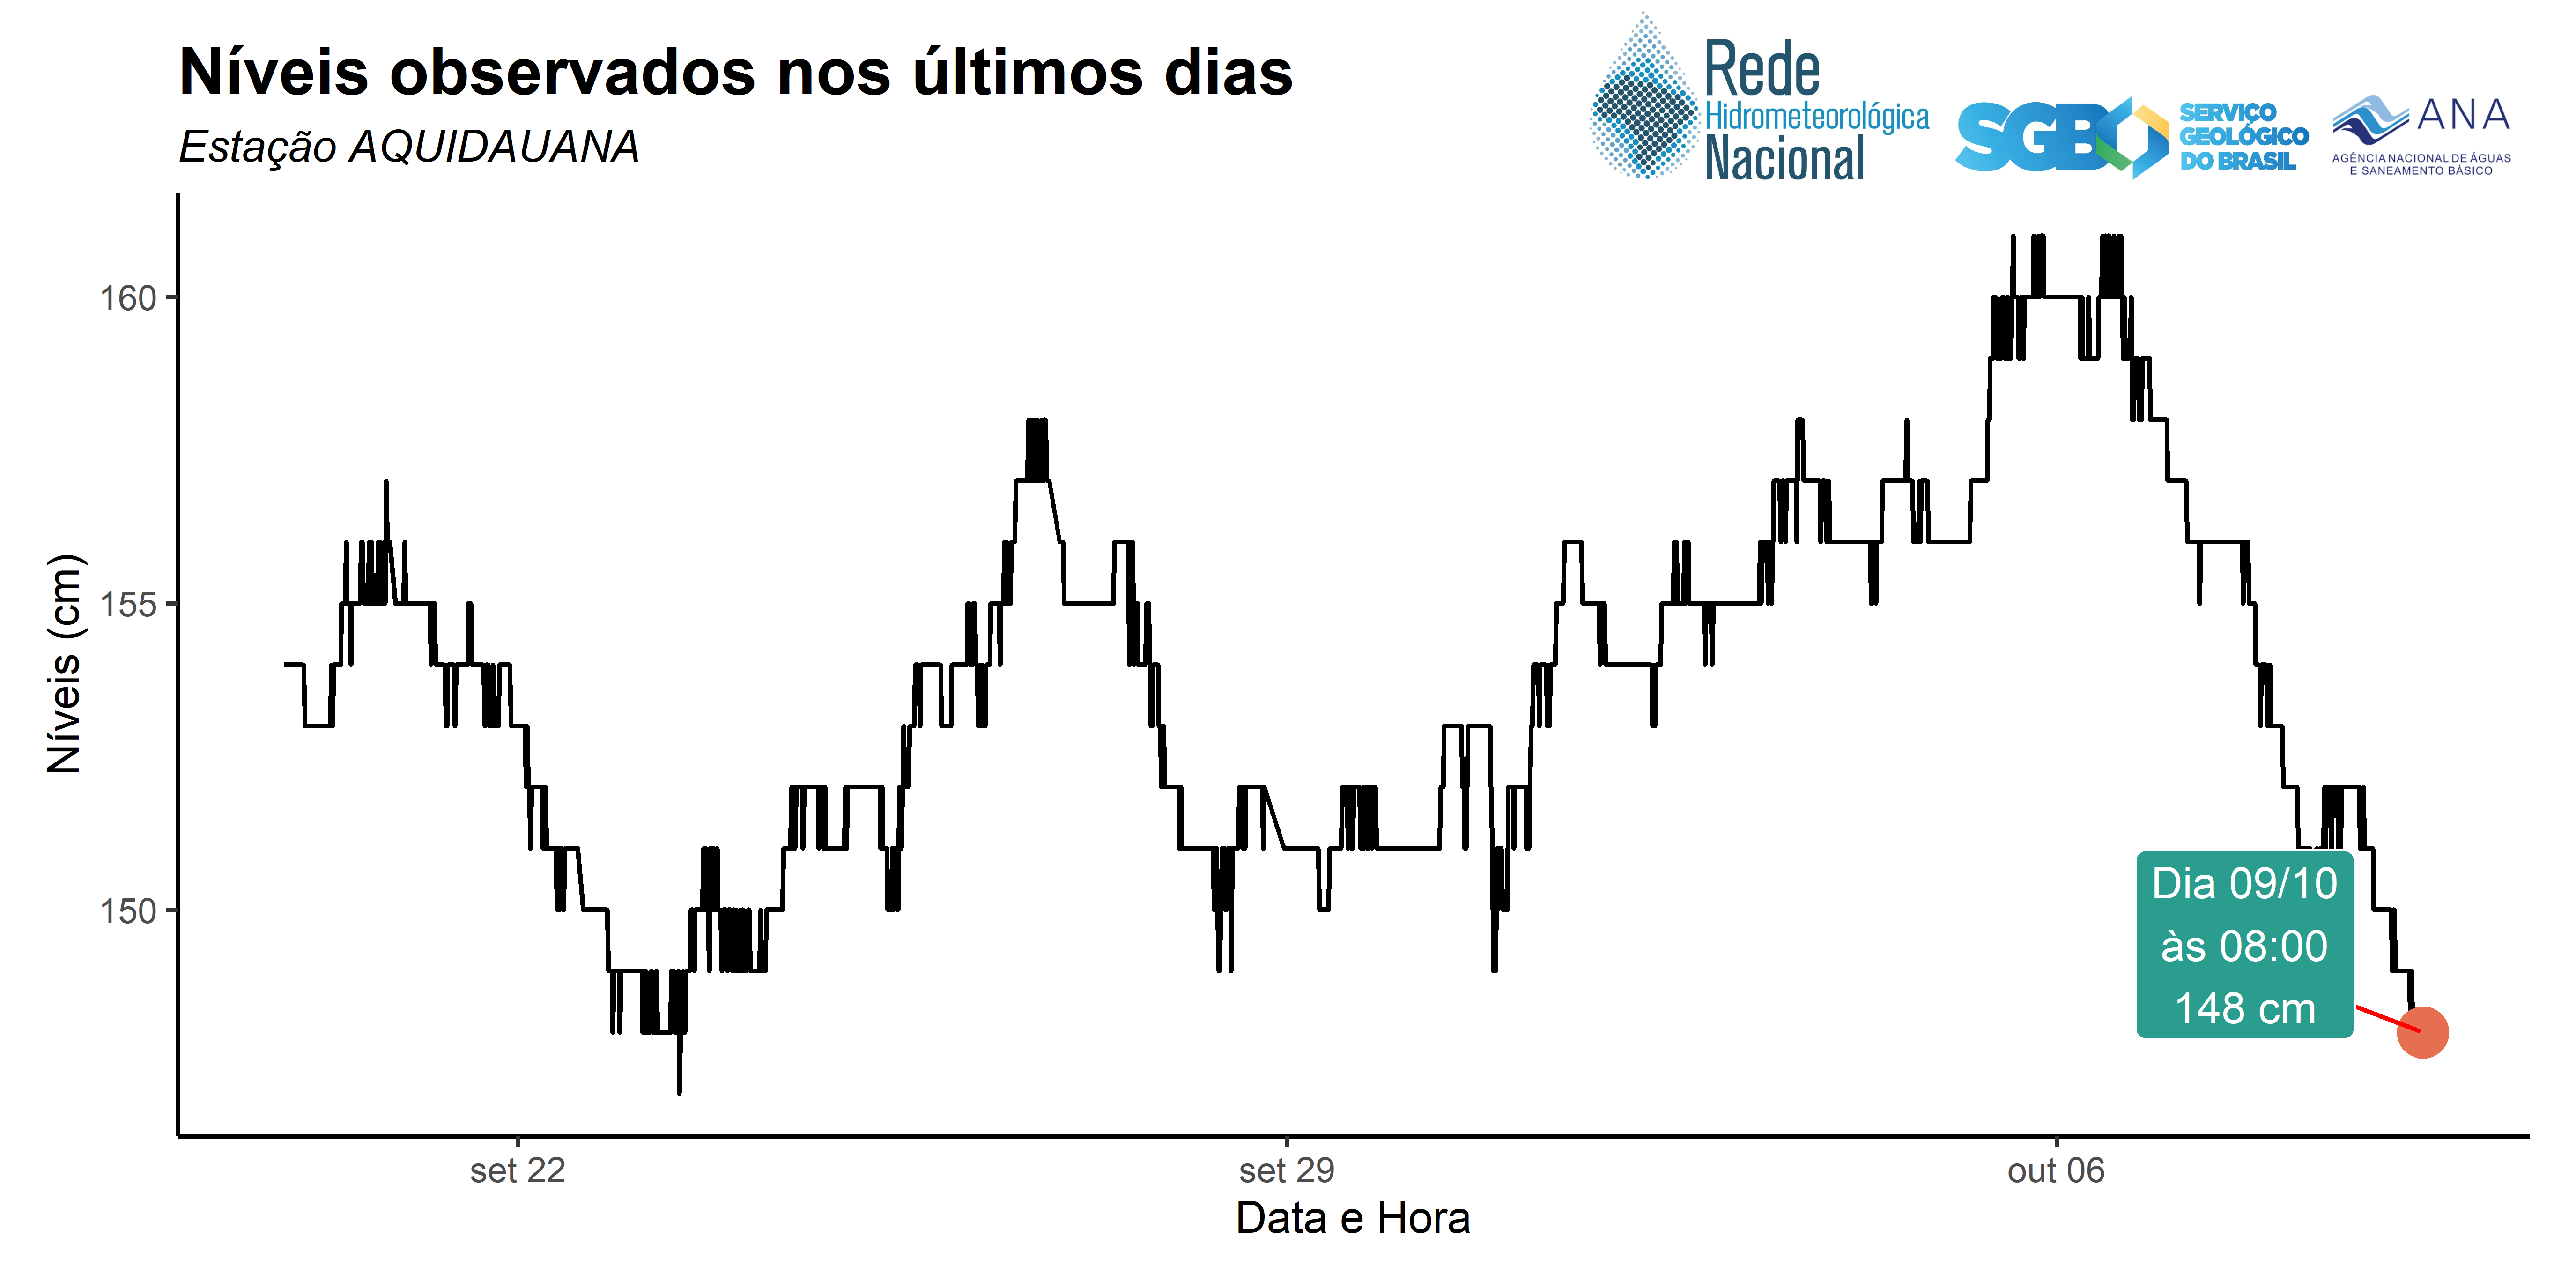 Níveis observados nos últimos dias
Estação AQUIDAUANA
Rede
Hidrometeorológica
Nacional
SGB
SERVIÇO
GEOLÓGICO
DO BRASIL
ANA
AGÊNCIA NACIONAL DE ÁGUAS
E SANEAMENTO BÁSICO
Níveis (cm)
160
155
150
Dia 09/10
às 08:00
148 cm
set 22
set 29
out 06
Data e Hora